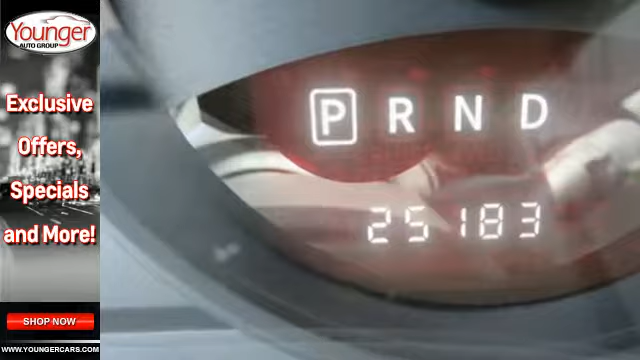 Younger
AUTO GROUP
Exclusive
Offers,
Specials
and More!
SHOP NOW
WWW.YOUNGERCARS.COM
P R N D
25183